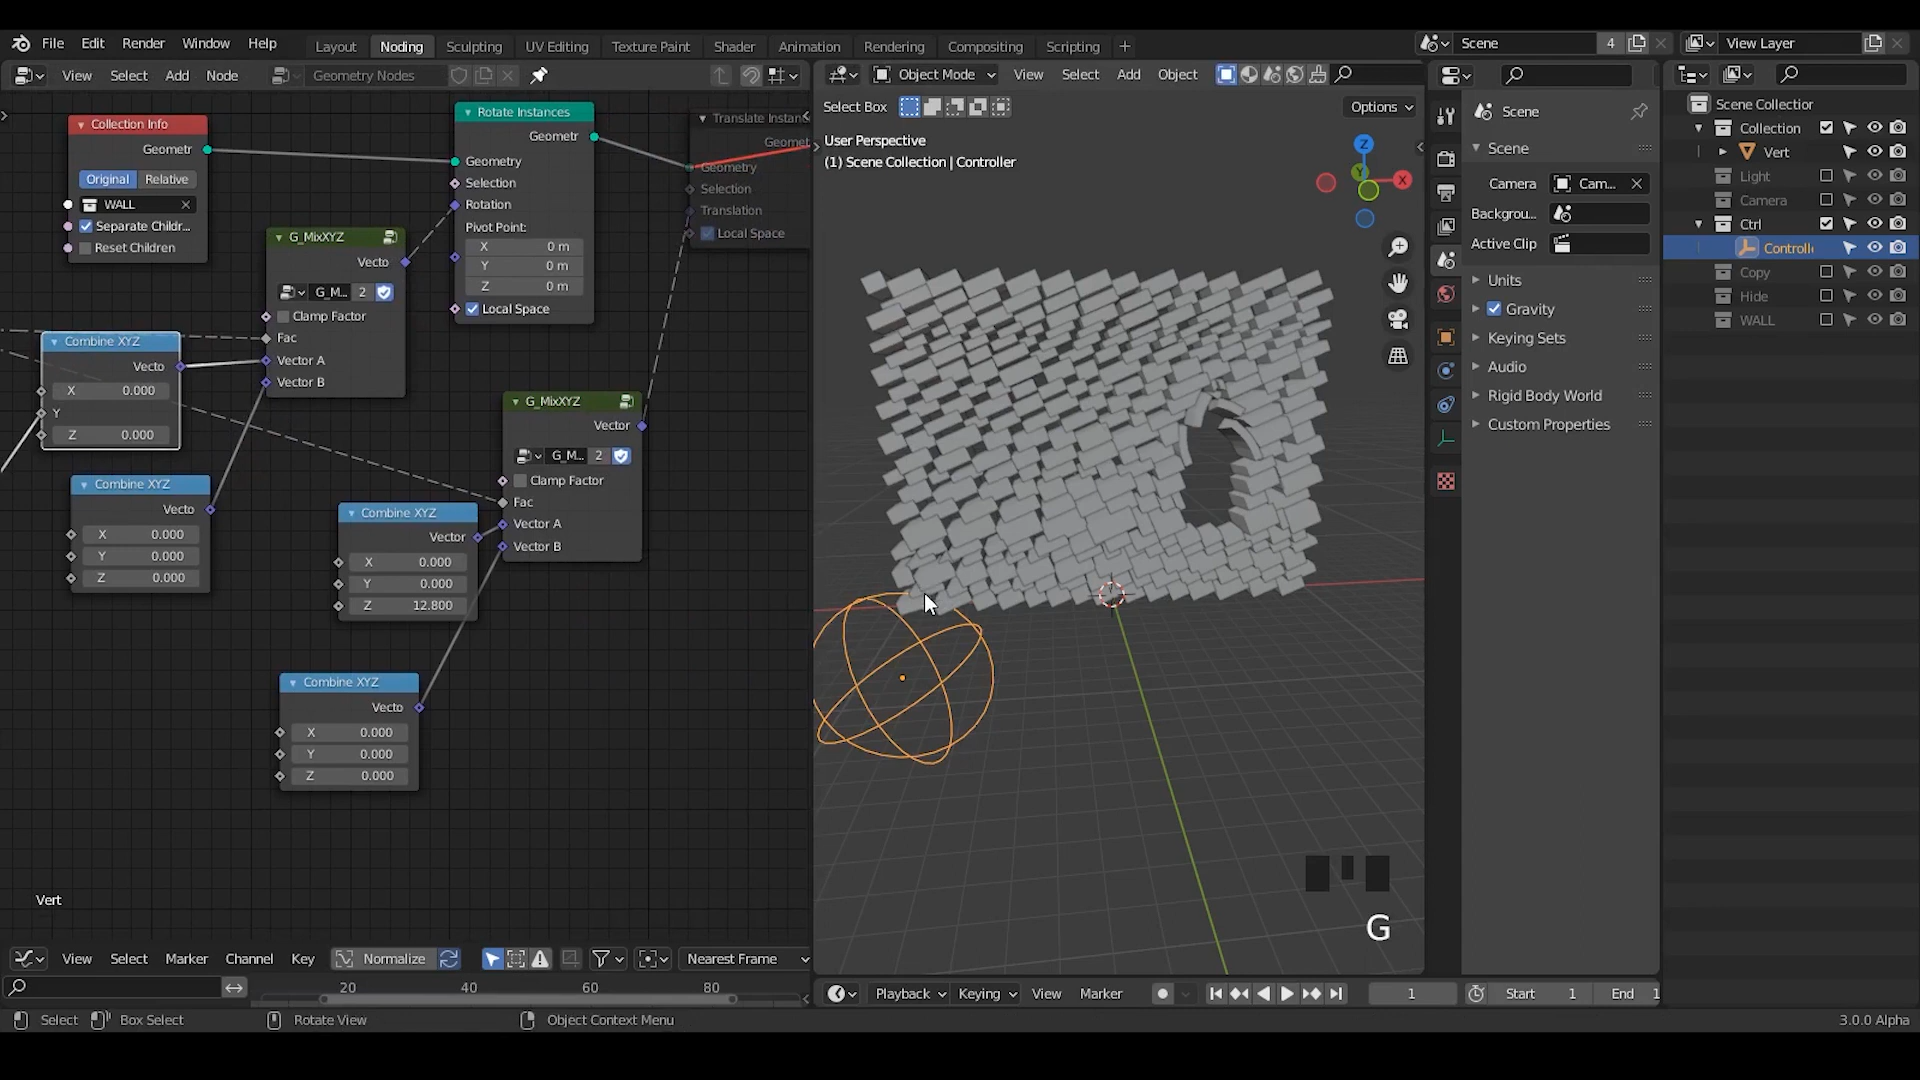 File Edit Render Window Help Layout Noding Sculpting UV Editing Texture Paint Shader Animation Rendering Compositing Scripting + Scene 4 View Layer
View Select Add Node Geometry Nodes
Object Mode View Select Add Object
Select Box Options
User Perspective
(1) Scene Collection | Controller
Z
X
Collection Info
Geometr
Original Relative
WALL
Separate Childr...
Reset Children
G_MixXYZ
Vecto
G_M... 2
Clamp Factor
Fac
Vector A
Vector B
Rotate Instances
Geometr
Geometry
Selection
Rotation
Pivot Point:
X 0 m
Y 0 m
Z 0 m
Local Space
Translate Instanc
Geomet
Geometry
Selection
Translation
Local Space
Combine XYZ
Vecto
X 0.000
Y
Z 0.000
Combine XYZ
Vecto
X 0.000
Y 0.000
Z 0.000
G_MixXYZ
Vector
G_M... 2
Clamp Factor
Fac
Vector A
Vector B
Combine XYZ
Vector
X 0.000
Y 0.000
Z 12.800
Combine XYZ
Vecto
X 0.000
Y 0.000
Z 0.000
Vert
G
Scene
Scene
Camera Cam...
Backgrou...
Active Clip
Units
Gravity
Keying Sets
Audio
Rigid Body World
Custom Properties
Scene Collection
Collection
Vert
Light
Camera
Ctrl
Controlle
Copy
Hide
WALL
View Select Marker Channel Key Normalize Nearest Frame
20 40 60 80
Playback Keying View Marker 1 Start 1 End 1
Select Box Select Rotate View Object Context Menu 3.0.0 Alpha